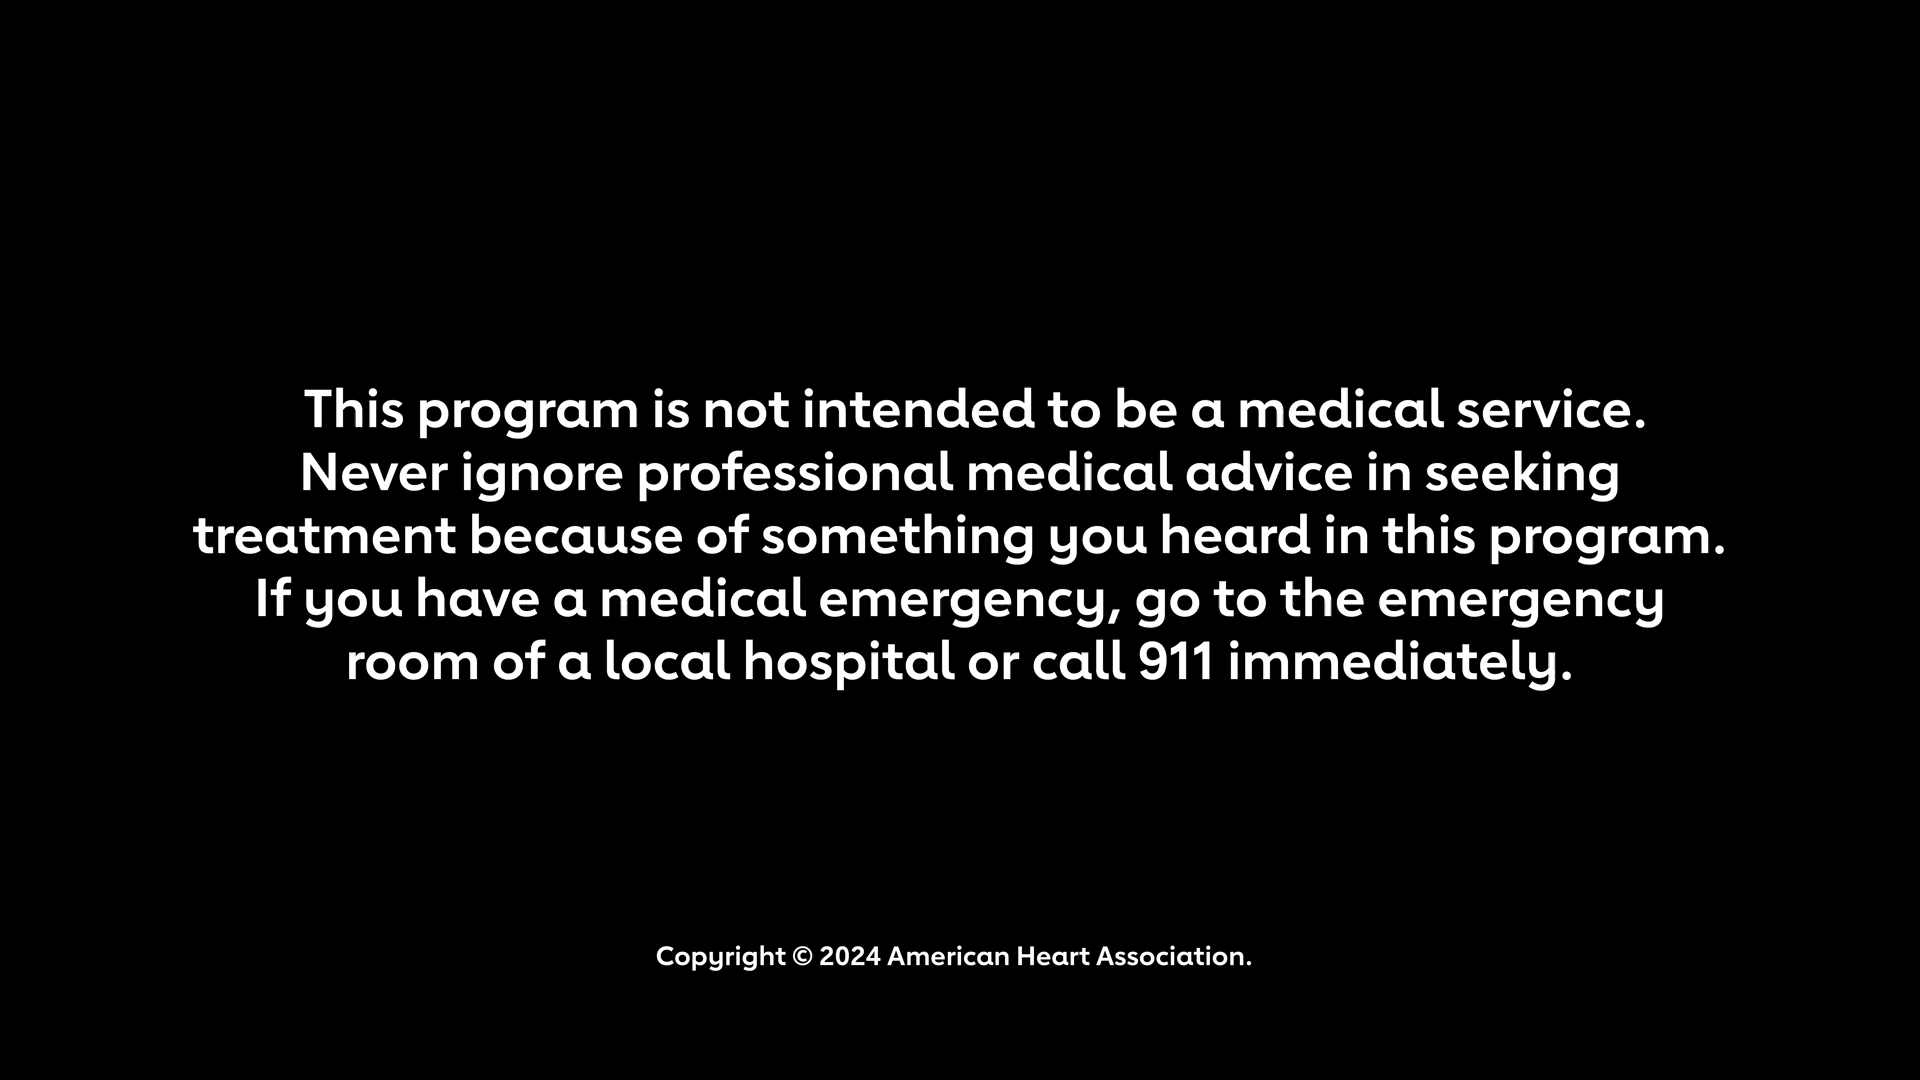 This program is not intended to be a medical service.
Never ignore professional medical advice in seeking
treatment because of something you heard in this program.
If you have a medical emergency, go to the emergency
room of a local hospital or call 911 immediately.
Copyright © 2024 American Heart Association.